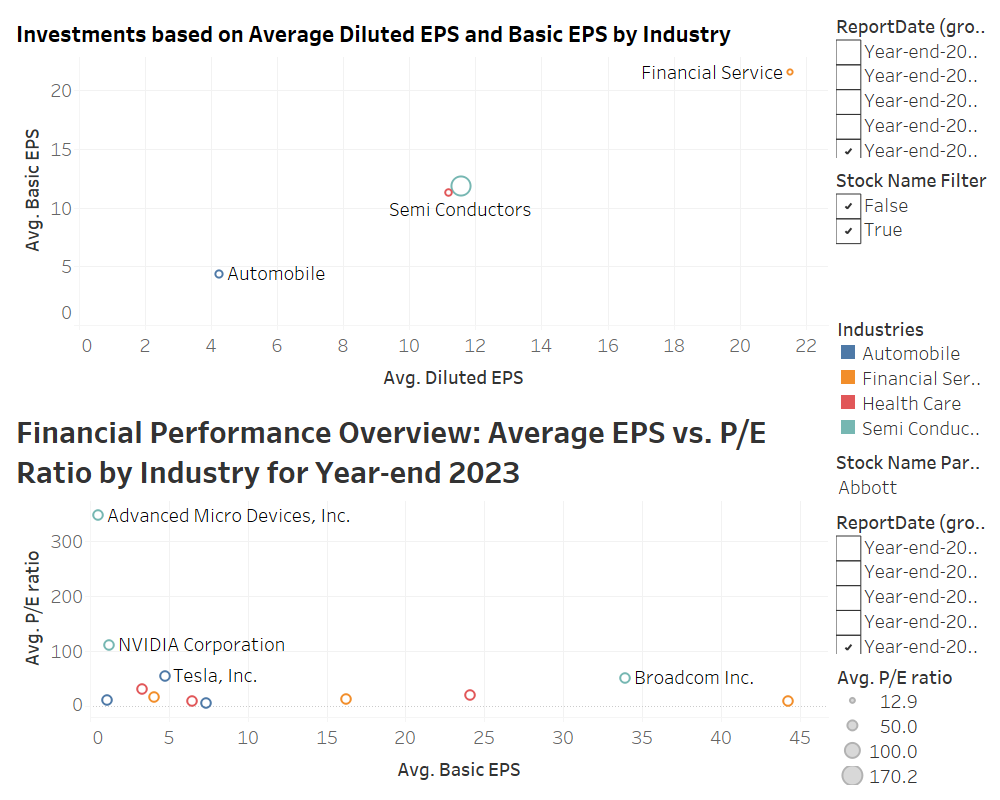 Investments based on Average Diluted EPS and Basic EPS by Industry
Avg. Basic EPS
20
15
10
5
0
Financial Service
Semi Conductors
Automobile
0 2 4 6 8 10 12 14 16 18 20 22
Avg. Diluted EPS
Financial Performance Overview: Average EPS vs. P/E
Ratio by Industry for Year-end 2023
Avg. P/E ratio
300
200
100
0
Advanced Micro Devices, Inc.
NVIDIA Corporation
Tesla, Inc.
Broadcom Inc.
0 5 10 15 20 25 30 35 40 45
Avg. Basic EPS
ReportDate (gro..
Year-end-20..
Year-end-20..
Year-end-20..
Year-end-20..
Year-end-20..
Stock Name Filter
False
True
Industries
Automobile
Financial Ser..
Health Care
Semi Conduc..
Stock Name Par..
Abbott
ReportDate (gro..
Year-end-20..
Year-end-20..
Year-end-20..
Year-end-20..
Year-end-20..
Avg. P/E ratio
12.9
50.0
100.0
170.2